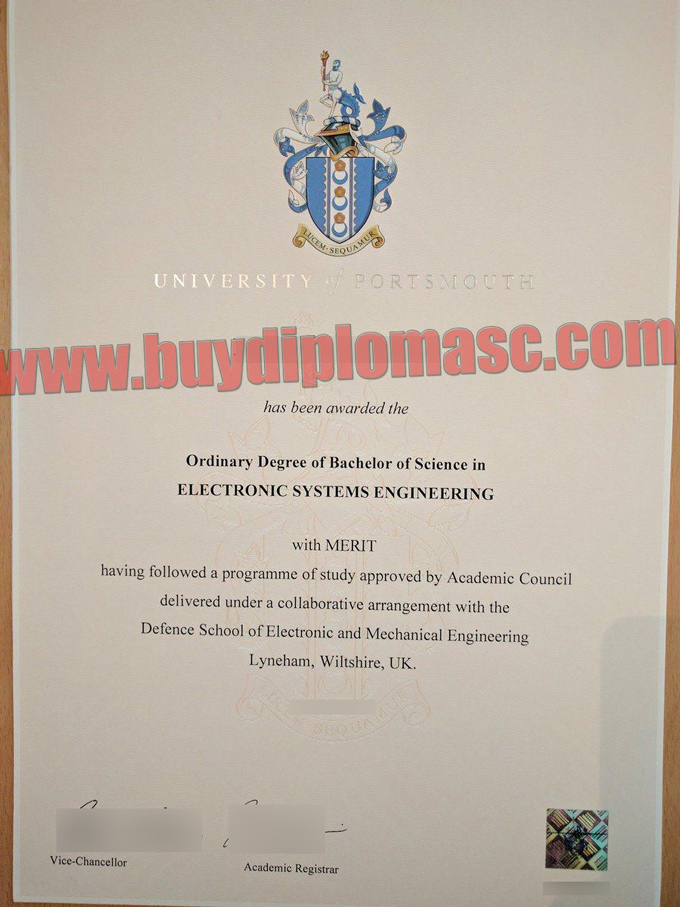 LUCEM SEQUAMUR
UNIVERSITY of PORTSMOUTH
www.buydiplomasc.com
has been awarded the
Ordinary Degree of Bachelor of Science in
ELECTRONIC SYSTEMS ENGINEERING
with MERIT
having followed a programme of study approved by Academic Council
delivered under a collaborative arrangement with the
Defence School of Electronic and Mechanical Engineering
Lyneham, Wiltshire, UK.
SEQUAMUR
Vice-Chancellor
Academic Registrar